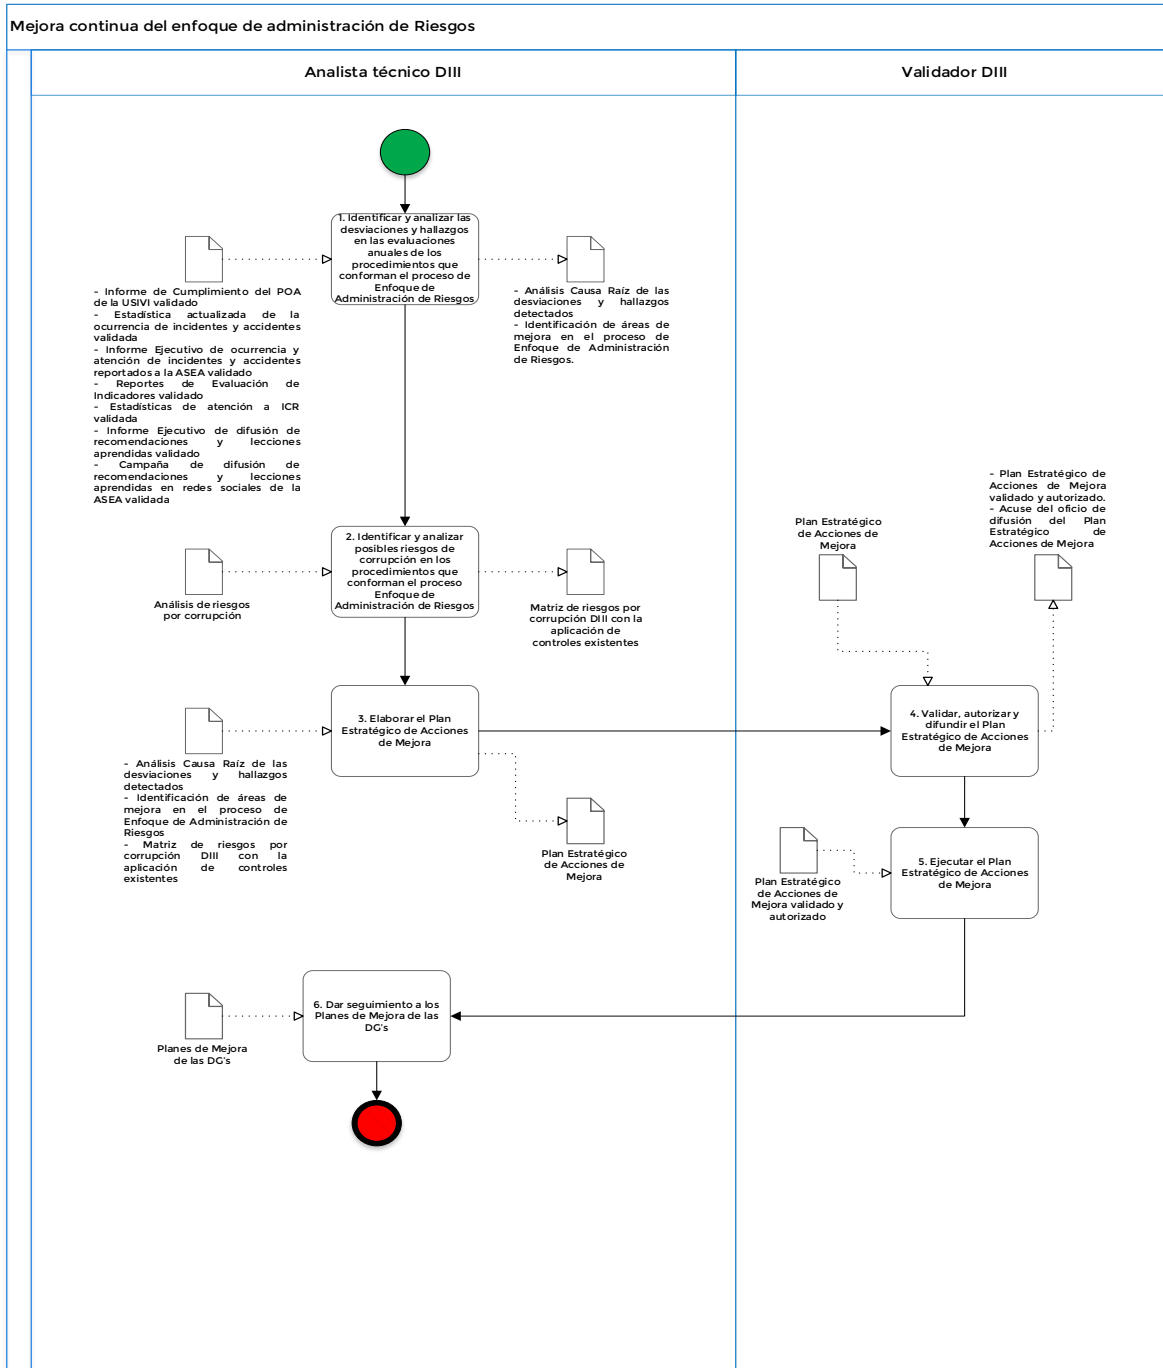 Mejora continua del enfoque de administración de Riesgos
Analista técnico DIII
Validador DIII
1. Identificar y analizar las
desviaciones y hallazgos
en las evaluaciones
anuales de los
procedimientos que
conforman el proceso de
Enfoque de
Administración de Riesgos
- Informe de Cumplimiento del POA
de la USIVI validado
- Estadística actualizada de la
ocurrencia de incidentes y accidentes
validada
- Informe Ejecutivo de ocurrencia y
atención de incidentes y accidentes
reportados a la ASEA validado
- Reportes de Evaluación de
Indicadores validado
- Estadísticas de atención a ICR
validada
- Informe Ejecutivo de difusión de
recomendaciones y lecciones
aprendidas validado
- Campaña de difusión de
recomendaciones y lecciones
aprendidas en redes sociales de la
ASEA validada
- Análisis Causa Raíz de las
desviaciones y hallazgos
detectados
- Identificación de áreas de
mejora en el proceso de
Enfoque de Administración
de Riesgos.
2. Identificar y analizar
posibles riesgos de
corrupción en los
procedimientos que
conforman el proceso
Enfoque de
Administración de Riesgos
Análisis de riesgos
por corrupción
Matriz de riesgos por
corrupción DIII con la
aplicación de
controles existentes
Plan Estratégico
de Acciones de
Mejora
- Plan Estratégico de
Acciones de Mejora
validado y autorizado.
- Acuse del oficio de
difusión del Plan
Estratégico de
Acciones de Mejora
3. Elaborar el Plan
Estratégico de Acciones
de Mejora
4. Validar, autorizar y
difundir el Plan
Estratégico de Acciones
de Mejora
- Análisis Causa Raíz de las
desviaciones y hallazgos
detectados
- Identificación de áreas de
mejora en el proceso de
Enfoque de Administración de
Riesgos
- Matriz de riesgos por
corrupción DIII con la
aplicación de controles
existentes
Plan Estratégico
de Acciones de
Mejora
Plan Estratégico
de Acciones de
Mejora validado y
autorizado
5. Ejecutar el Plan
Estratégico de Acciones
de Mejora
6. Dar seguimiento a los
Planes de Mejora de las
DG's
Planes de Mejora
de las DG's